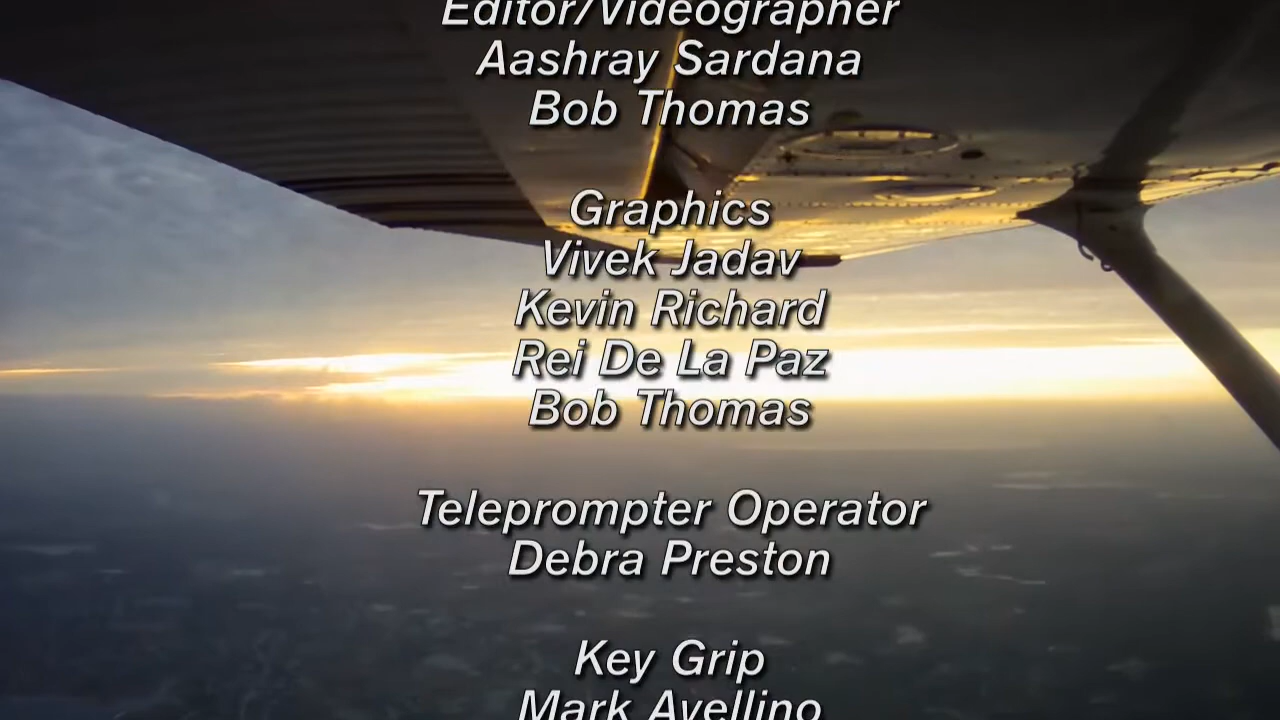 Editor/Videographer
Aashray Sardana
Bob Thomas
Graphics
Vivek Jadav
Kevin Richard
Rei De La Paz
Bob Thomas
Teleprompter Operator
Debra Preston
Key Grip
Mark Avellino